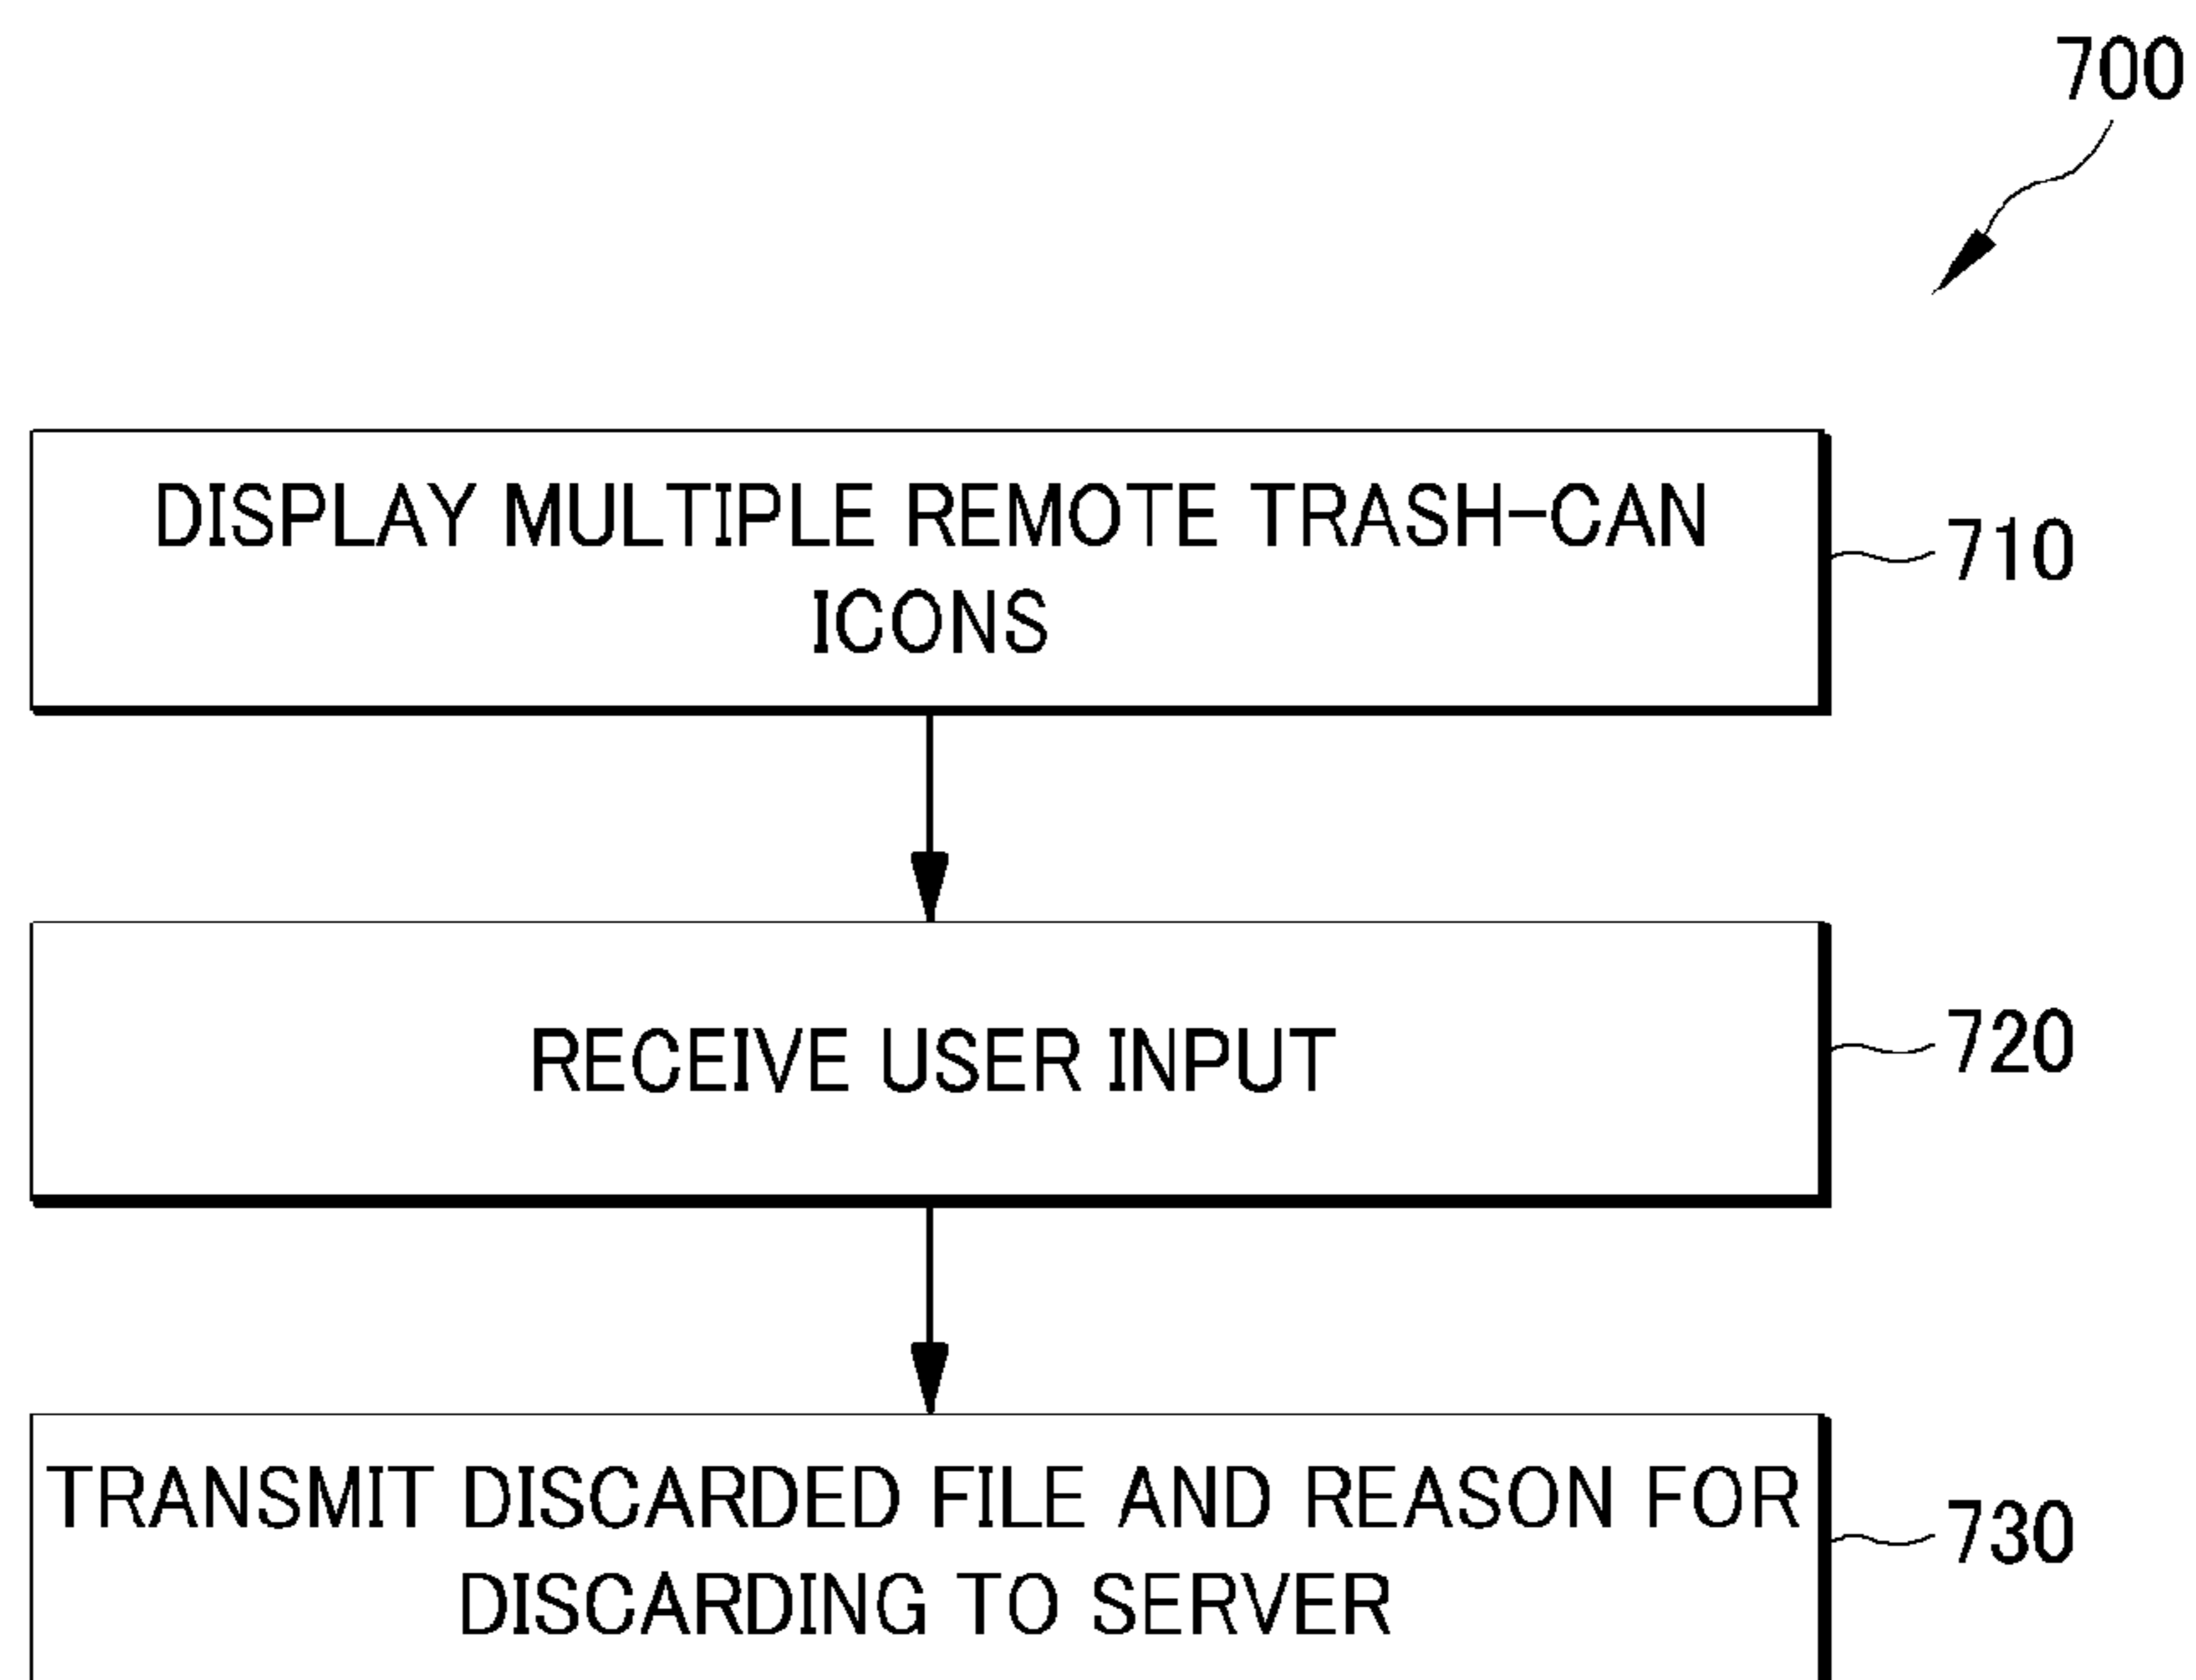 700
DISPLAY MULTIPLE REMOTE TRASH-CAN
ICONS
710
RECEIVE USER INPUT
720
TRANSMIT DISCARDED FILE AND REASON FOR
DISCARDING TO SERVER
730